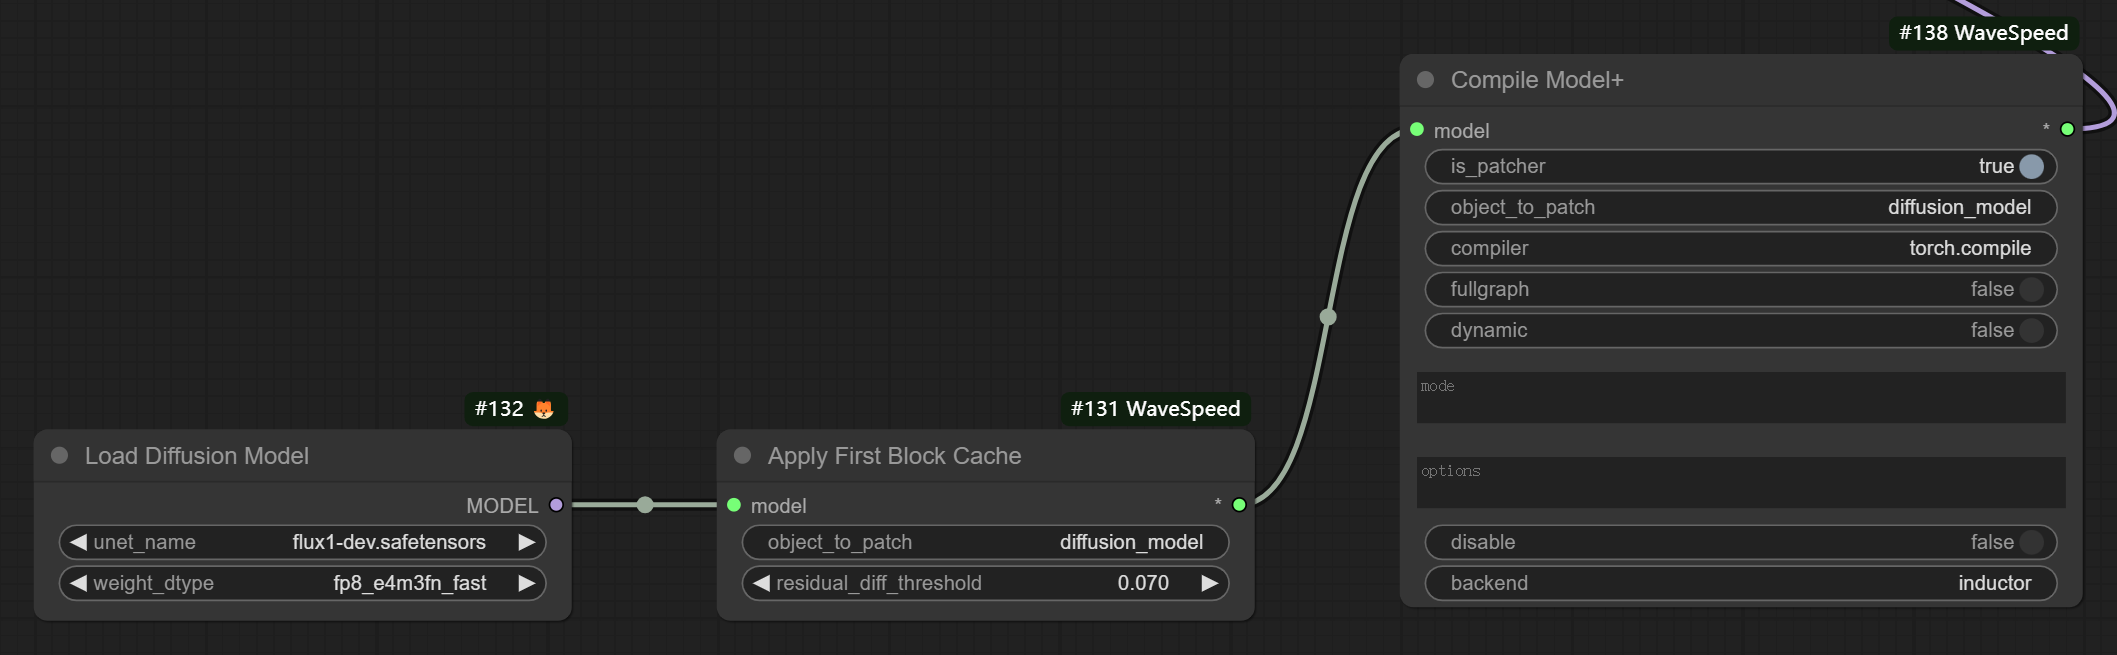 #138 WaveSpeed
Compile Model+
model *
is_patcher true
object_to_patch diffusion_model
compiler torch.compile
fullgraph false
dynamic false
mode
options
disable false
backend inductor
#132
Load Diffusion Model
MODEL
unet_name flux1-dev.safetensors
weight_dtype fp8_e4m3fn_fast
#131 WaveSpeed
Apply First Block Cache
model *
object_to_patch diffusion_model
residual_diff_threshold 0.070